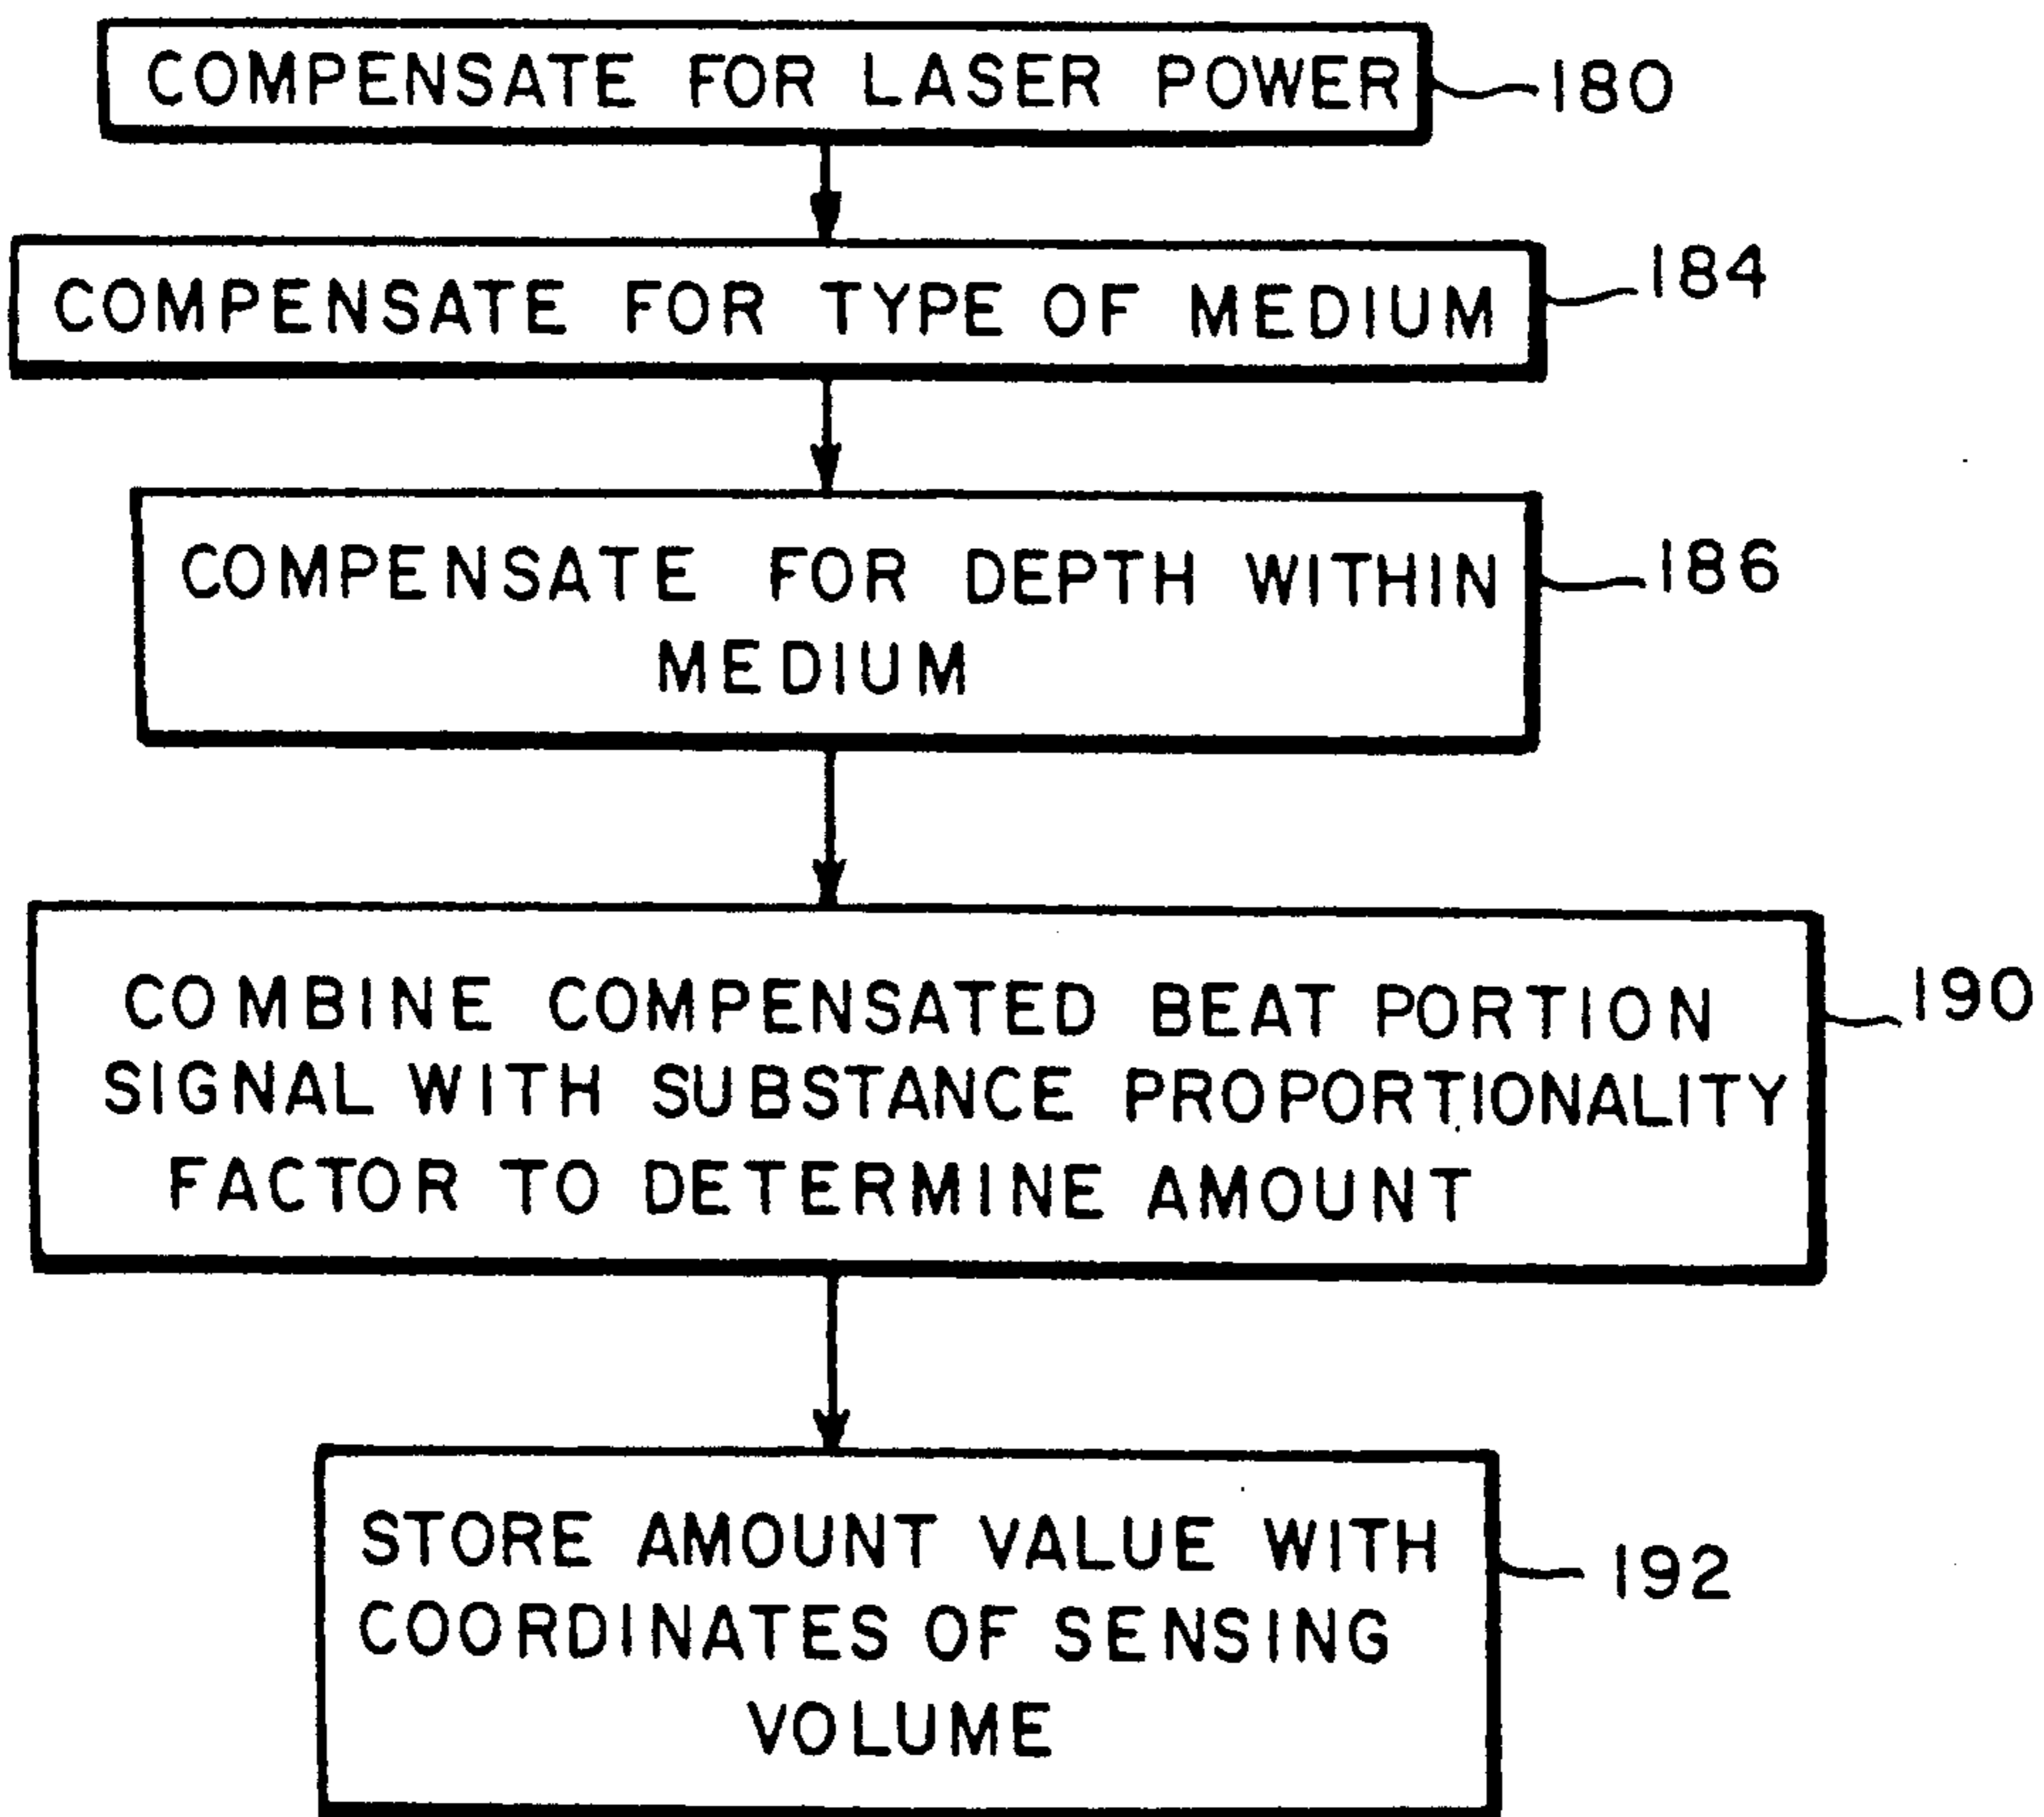 COMPENSATE FOR LASER POWER
180
COMPENSATE FOR TYPE OF MEDIUM
184
COMPENSATE FOR DEPTH WITHIN
MEDIUM
186
COMBINE COMPENSATED BEAT PORTION
SIGNAL WITH SUBSTANCE PROPORTIONALITY
FACTOR TO DETERMINE AMOUNT
190
STORE AMOUNT VALUE WITH
COORDINATES OF SENSING
VOLUME
192